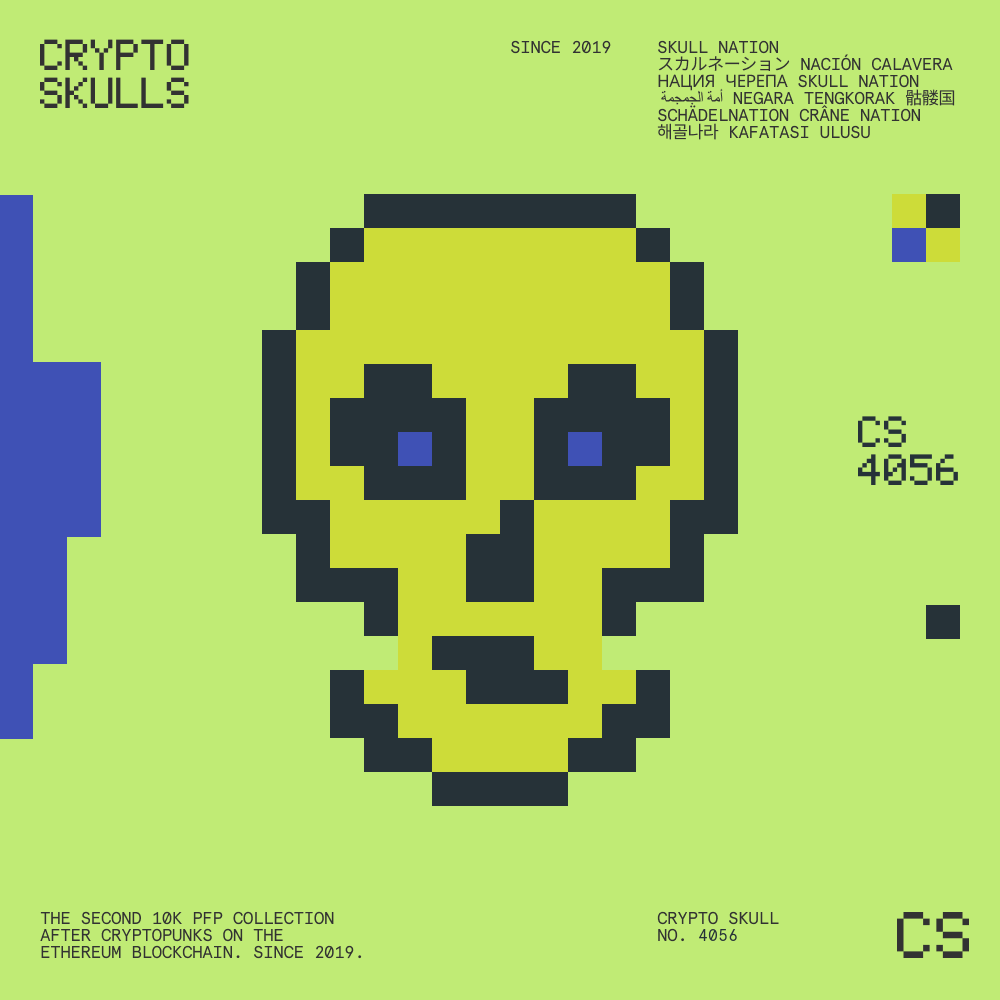 CRYPTO
SKULLS
SINCE 2019
SKULL NATION
スカルネーション NACIÓN CALAVERA
НАЦИЯ ЧЕРЕПА SKULL NATION
أمة الجمجمة NEGARA TENGKORAK 骷髅国
SCHÄDELNATION CRÂNE NATION
해골나라 KAFATASI ULUSU
CS
4056
THE SECOND 10K PFP COLLECTION
AFTER CRYPTOPUNKS ON THE
ETHEREUM BLOCKCHAIN. SINCE 2019.
CRYPTO SKULL
NO. 4056
CS